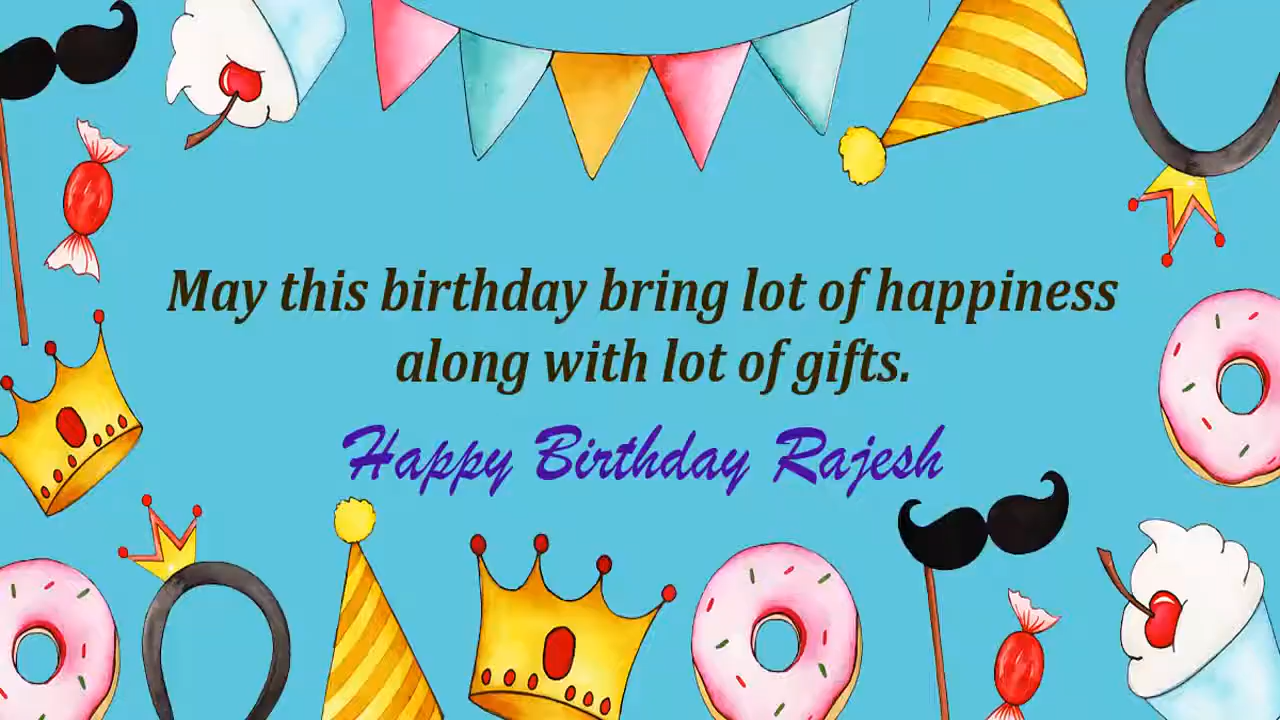 May this birthday bring lot of happiness
along with lot of gifts.
Happy Birthday Rajesh